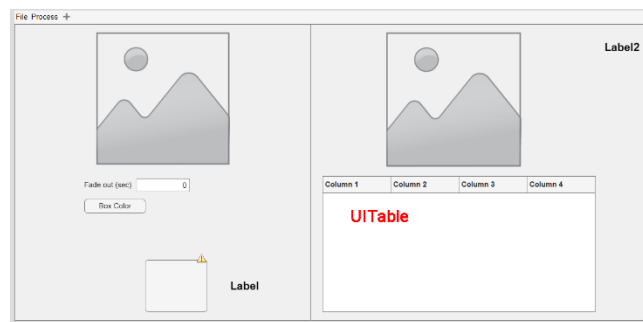 File Process +
Label2
Fade out (sec) 0
Box Color
Label
Column 1 Column 2 Column 3 Column 4
UITable